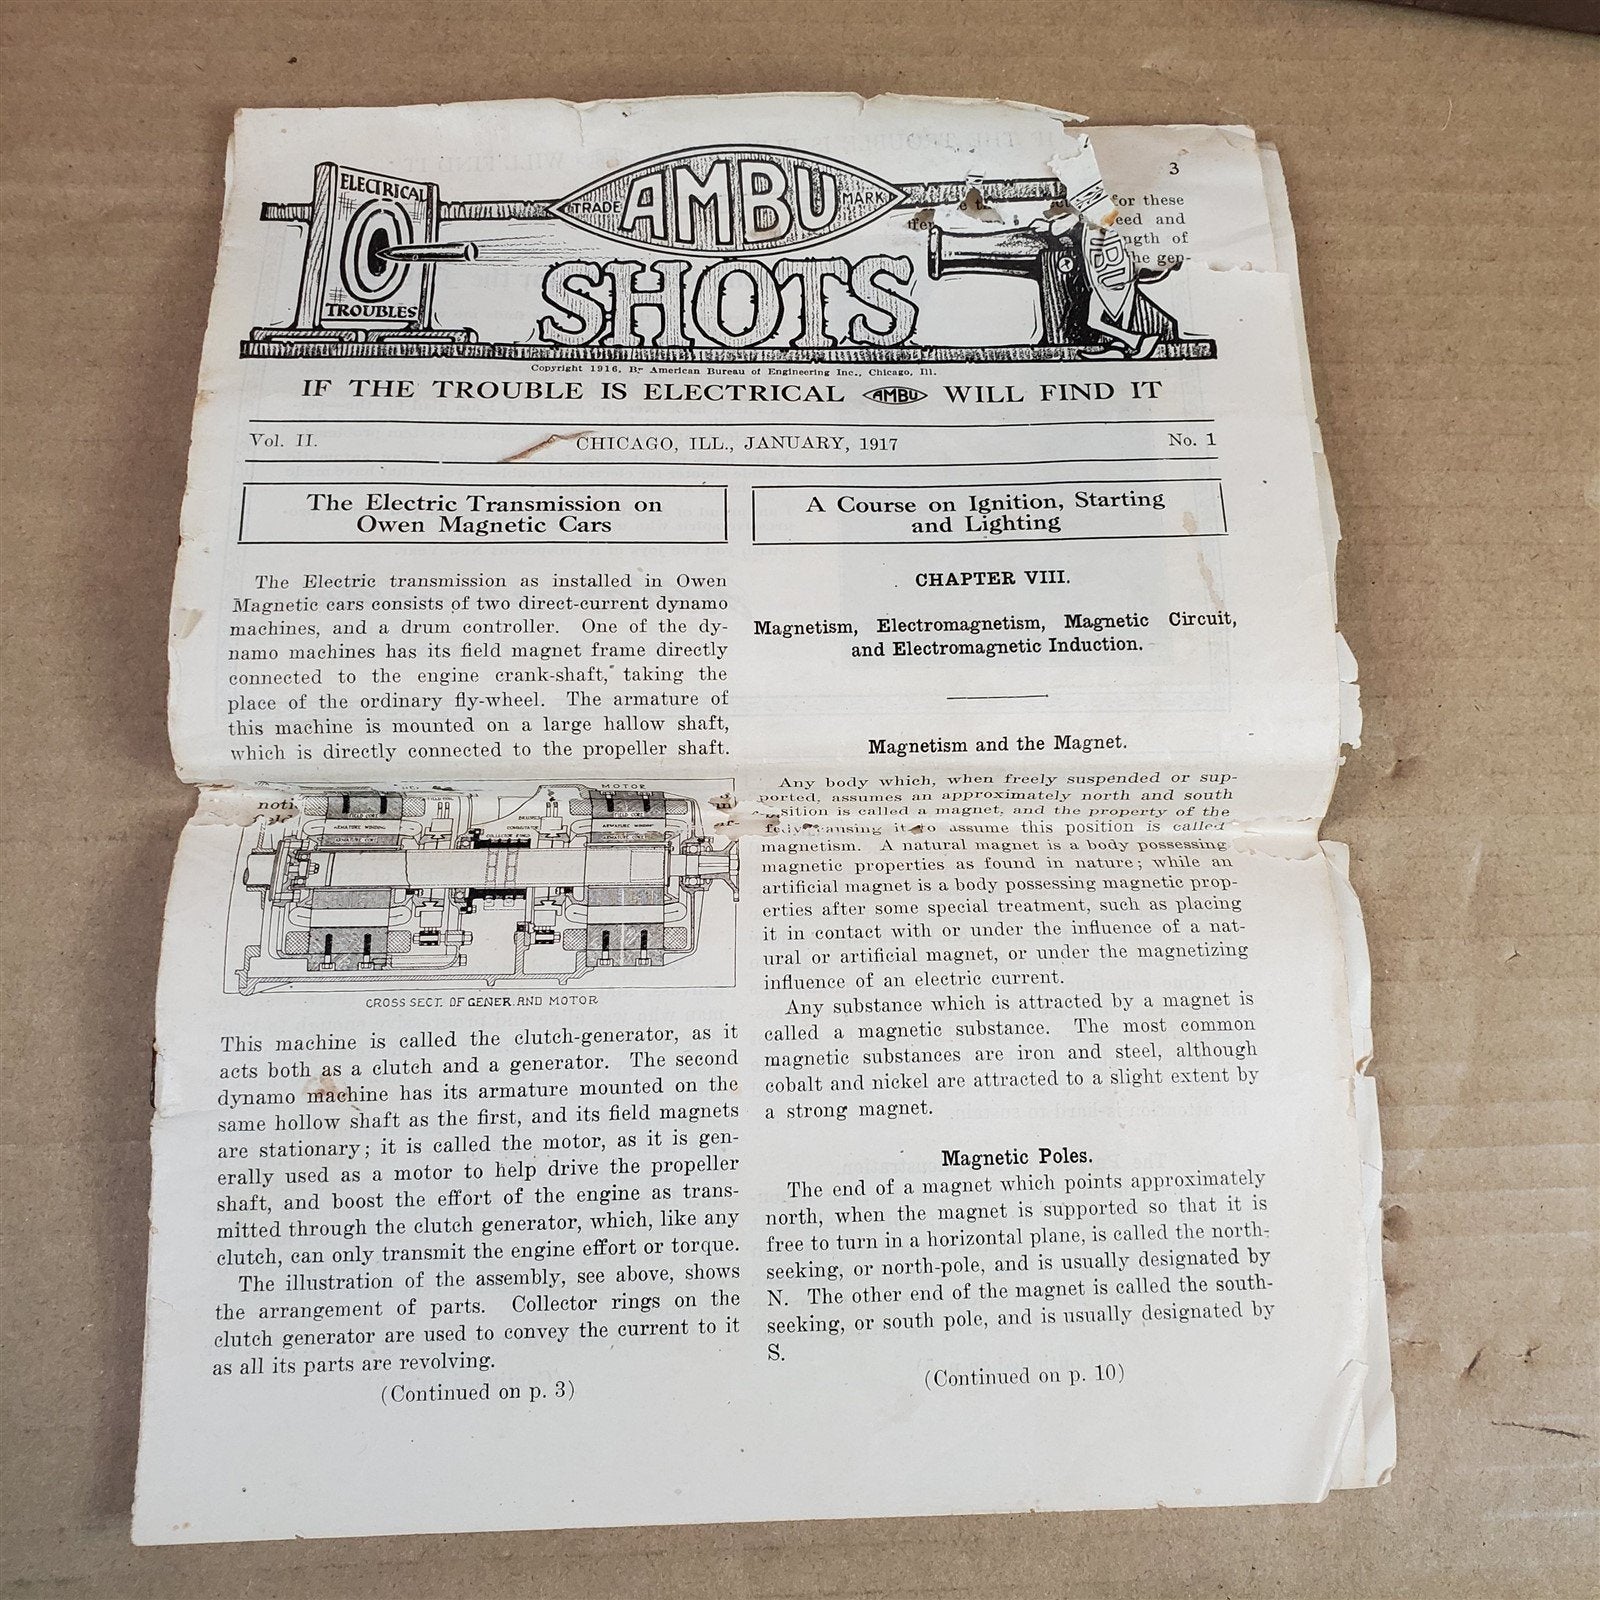 3
for these
eed and
ngth of
he gen-
ELECTRICAL
TROUBLES
TRADE AMBU MARK
SHOTS
Copyright 1916, By American Bureau of Engineering Inc., Chicago, Ill.
IF THE TROUBLE IS ELECTRICAL AMBU WILL FIND IT
Vol. II. CHICAGO, ILL., JANUARY, 1917 No. 1
The Electric Transmission on
Owen Magnetic Cars
The Electric transmission as installed in Owen
Magnetic cars consists of two direct-current dynamo
machines, and a drum controller. One of the dy-
namo machines has its field magnet frame directly
connected to the engine crank-shaft, taking the
place of the ordinary fly-wheel. The armature of
this machine is mounted on a large hallow shaft,
which is directly connected to the propeller shaft.
noti
MOTOR
FIELD CORE
FIELD CORE
ARMATURE WINDING
COLLECTOR RINGS
COMMUTATOR
CROSS SECT. OF GENER. AND MOTOR
This machine is called the clutch-generator, as it
acts both as a clutch and a generator. The second
dynamo machine has its armature mounted on the
same hollow shaft as the first, and its field magnets
are stationary; it is called the motor, as it is gen-
erally used as a motor to help drive the propeller
shaft, and boost the effort of the engine as trans-
mitted through the clutch generator, which, like any
clutch, can only transmit the engine effort or torque.
The illustration of the assembly, see above, shows
the arrangement of parts. Collector rings on the
clutch generator are used to convey the current to it
as all its parts are revolving.
(Continued on p. 3)
A Course on Ignition, Starting
and Lighting
CHAPTER VIII.
Magnetism, Electromagnetism, Magnetic Circuit,
and Electromagnetic Induction.
Magnetism and the Magnet.
Any body which, when freely suspended or sup-
ported, assumes an approximately north and south
position is called a magnet, and the property of the
causing it to assume this position is called
magnetism. A natural magnet is a body possessing
magnetic properties as found in nature; while an
artificial magnet is a body possessing magnetic prop-
erties after some special treatment, such as placing
it in contact with or under the influence of a nat-
ural or artificial magnet, or under the magnetizing
influence of an electric current.
Any substance which is attracted by a magnet is
called a magnetic substance. The most common
magnetic substances are iron and steel, although
cobalt and nickel are attracted to a slight extent by
a strong magnet.
Magnetic Poles.
The end of a magnet which points approximately
north, when the magnet is supported so that it is
free to turn in a horizontal plane, is called the north-
seeking, or north-pole, and is usually designated by
N. The other end of the magnet is called the south-
seeking, or south pole, and is usually designated by
S.
(Continued on p. 10)